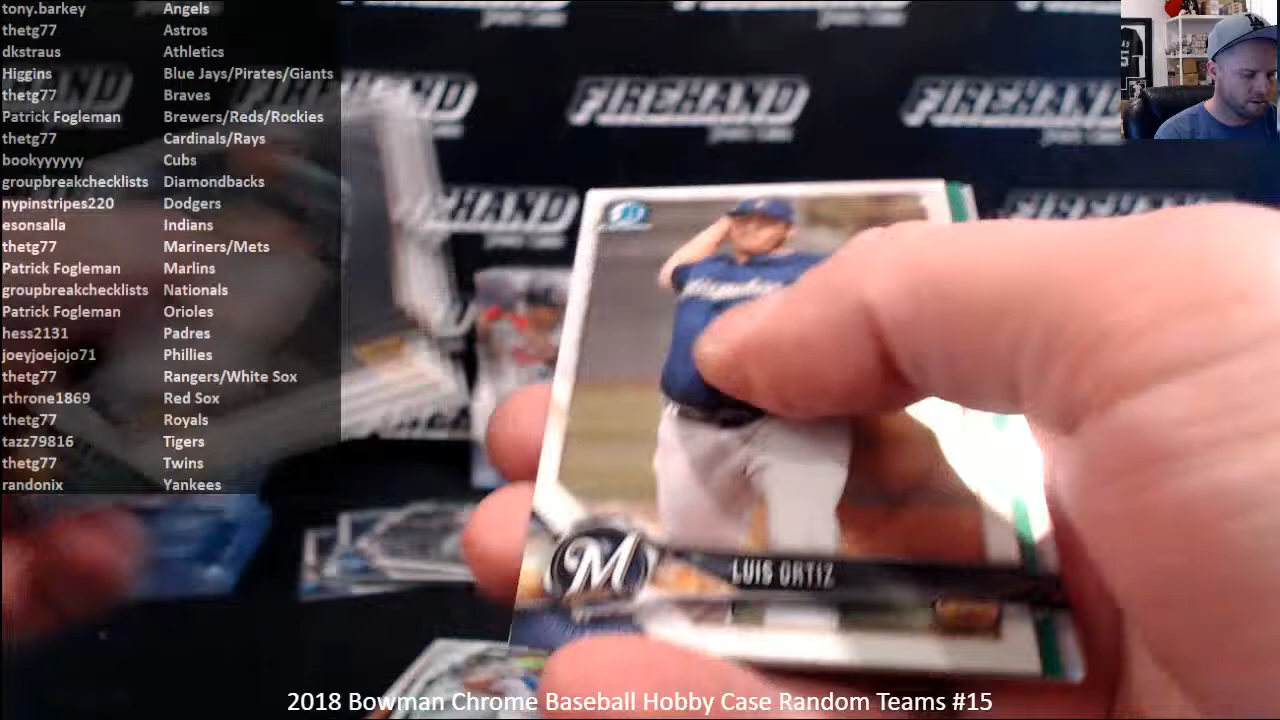 tony.barkey Angels
thetg77 Astros
dkstraus Athletics
Higgins Blue Jays/Pirates/Giants
thetg77 Braves
Patrick Fogleman Brewers/Reds/Rockies
thetg77 Cardinals/Rays
bookyyyyyy Cubs
groupbreakchecklists Diamondbacks
nypinstripes220 Dodgers
esonsalla Indians
thetg77 Mariners/Mets
Patrick Fogleman Marlins
groupbreakchecklists Nationals
Patrick Fogleman Orioles
hess2131 Padres
joeyjoejojo71 Phillies
thetg77 Rangers/White Sox
rthrone1869 Red Sox
thetg77 Royals
tazz79816 Tigers
thetg77 Twins
randonix Yankees
FIREHAND
FIREHAND
FIREHAND
M LUIS ORTIZ
2018 Bowman Chrome Baseball Hobby Case Random Teams #15